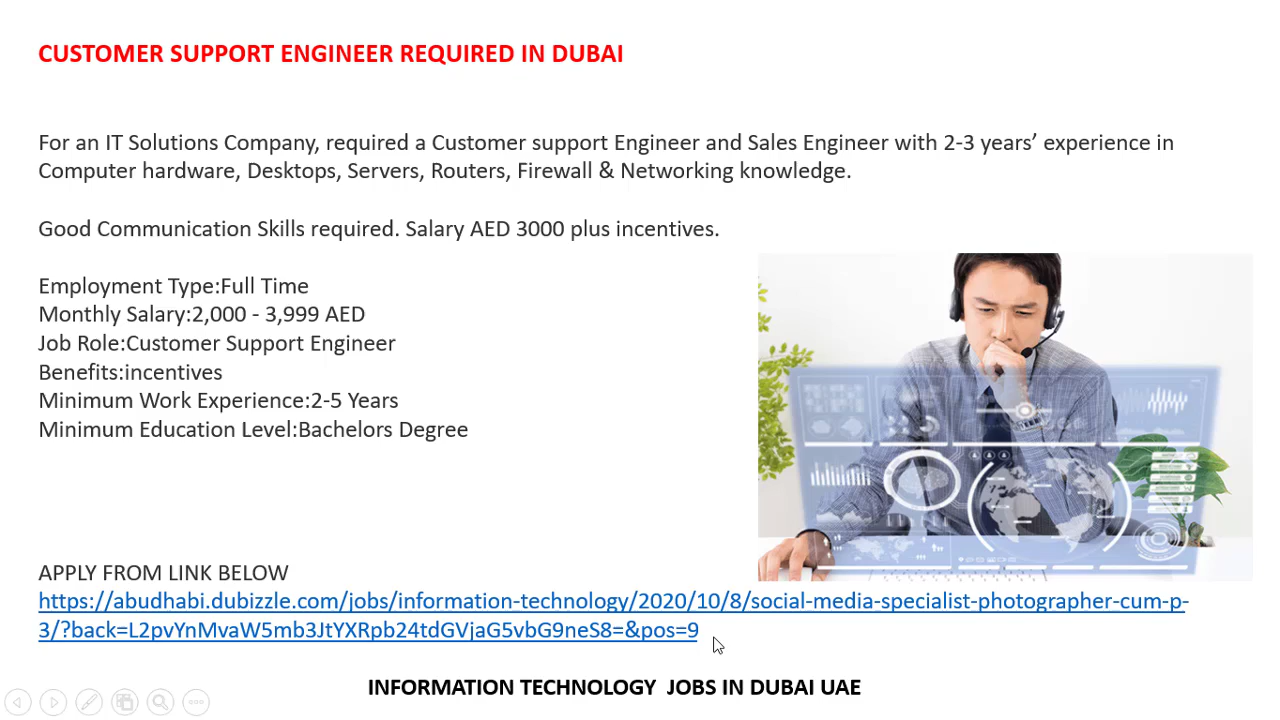 CUSTOMER SUPPORT ENGINEER REQUIRED IN DUBAI
For an IT Solutions Company, required a Customer support Engineer and Sales Engineer with 2-3 years’ experience in
Computer hardware, Desktops, Servers, Routers, Firewall & Networking knowledge.
Good Communication Skills required. Salary AED 3000 plus incentives.
Employment Type:Full Time
Monthly Salary:2,000 - 3,999 AED
Job Role:Customer Support Engineer
Benefits:incentives
Minimum Work Experience:2-5 Years
Minimum Education Level:Bachelors Degree
APPLY FROM LINK BELOW
https://abudhabi.dubizzle.com/jobs/information-technology/2020/10/8/social-media-specialist-photographer-cum-p-
3/?back=L2pvYnMvaW5mb3JtYXRpb24tdGVjaG5vbG9neS8=&pos=9
INFORMATION TECHNOLOGY  JOBS IN DUBAI UAE